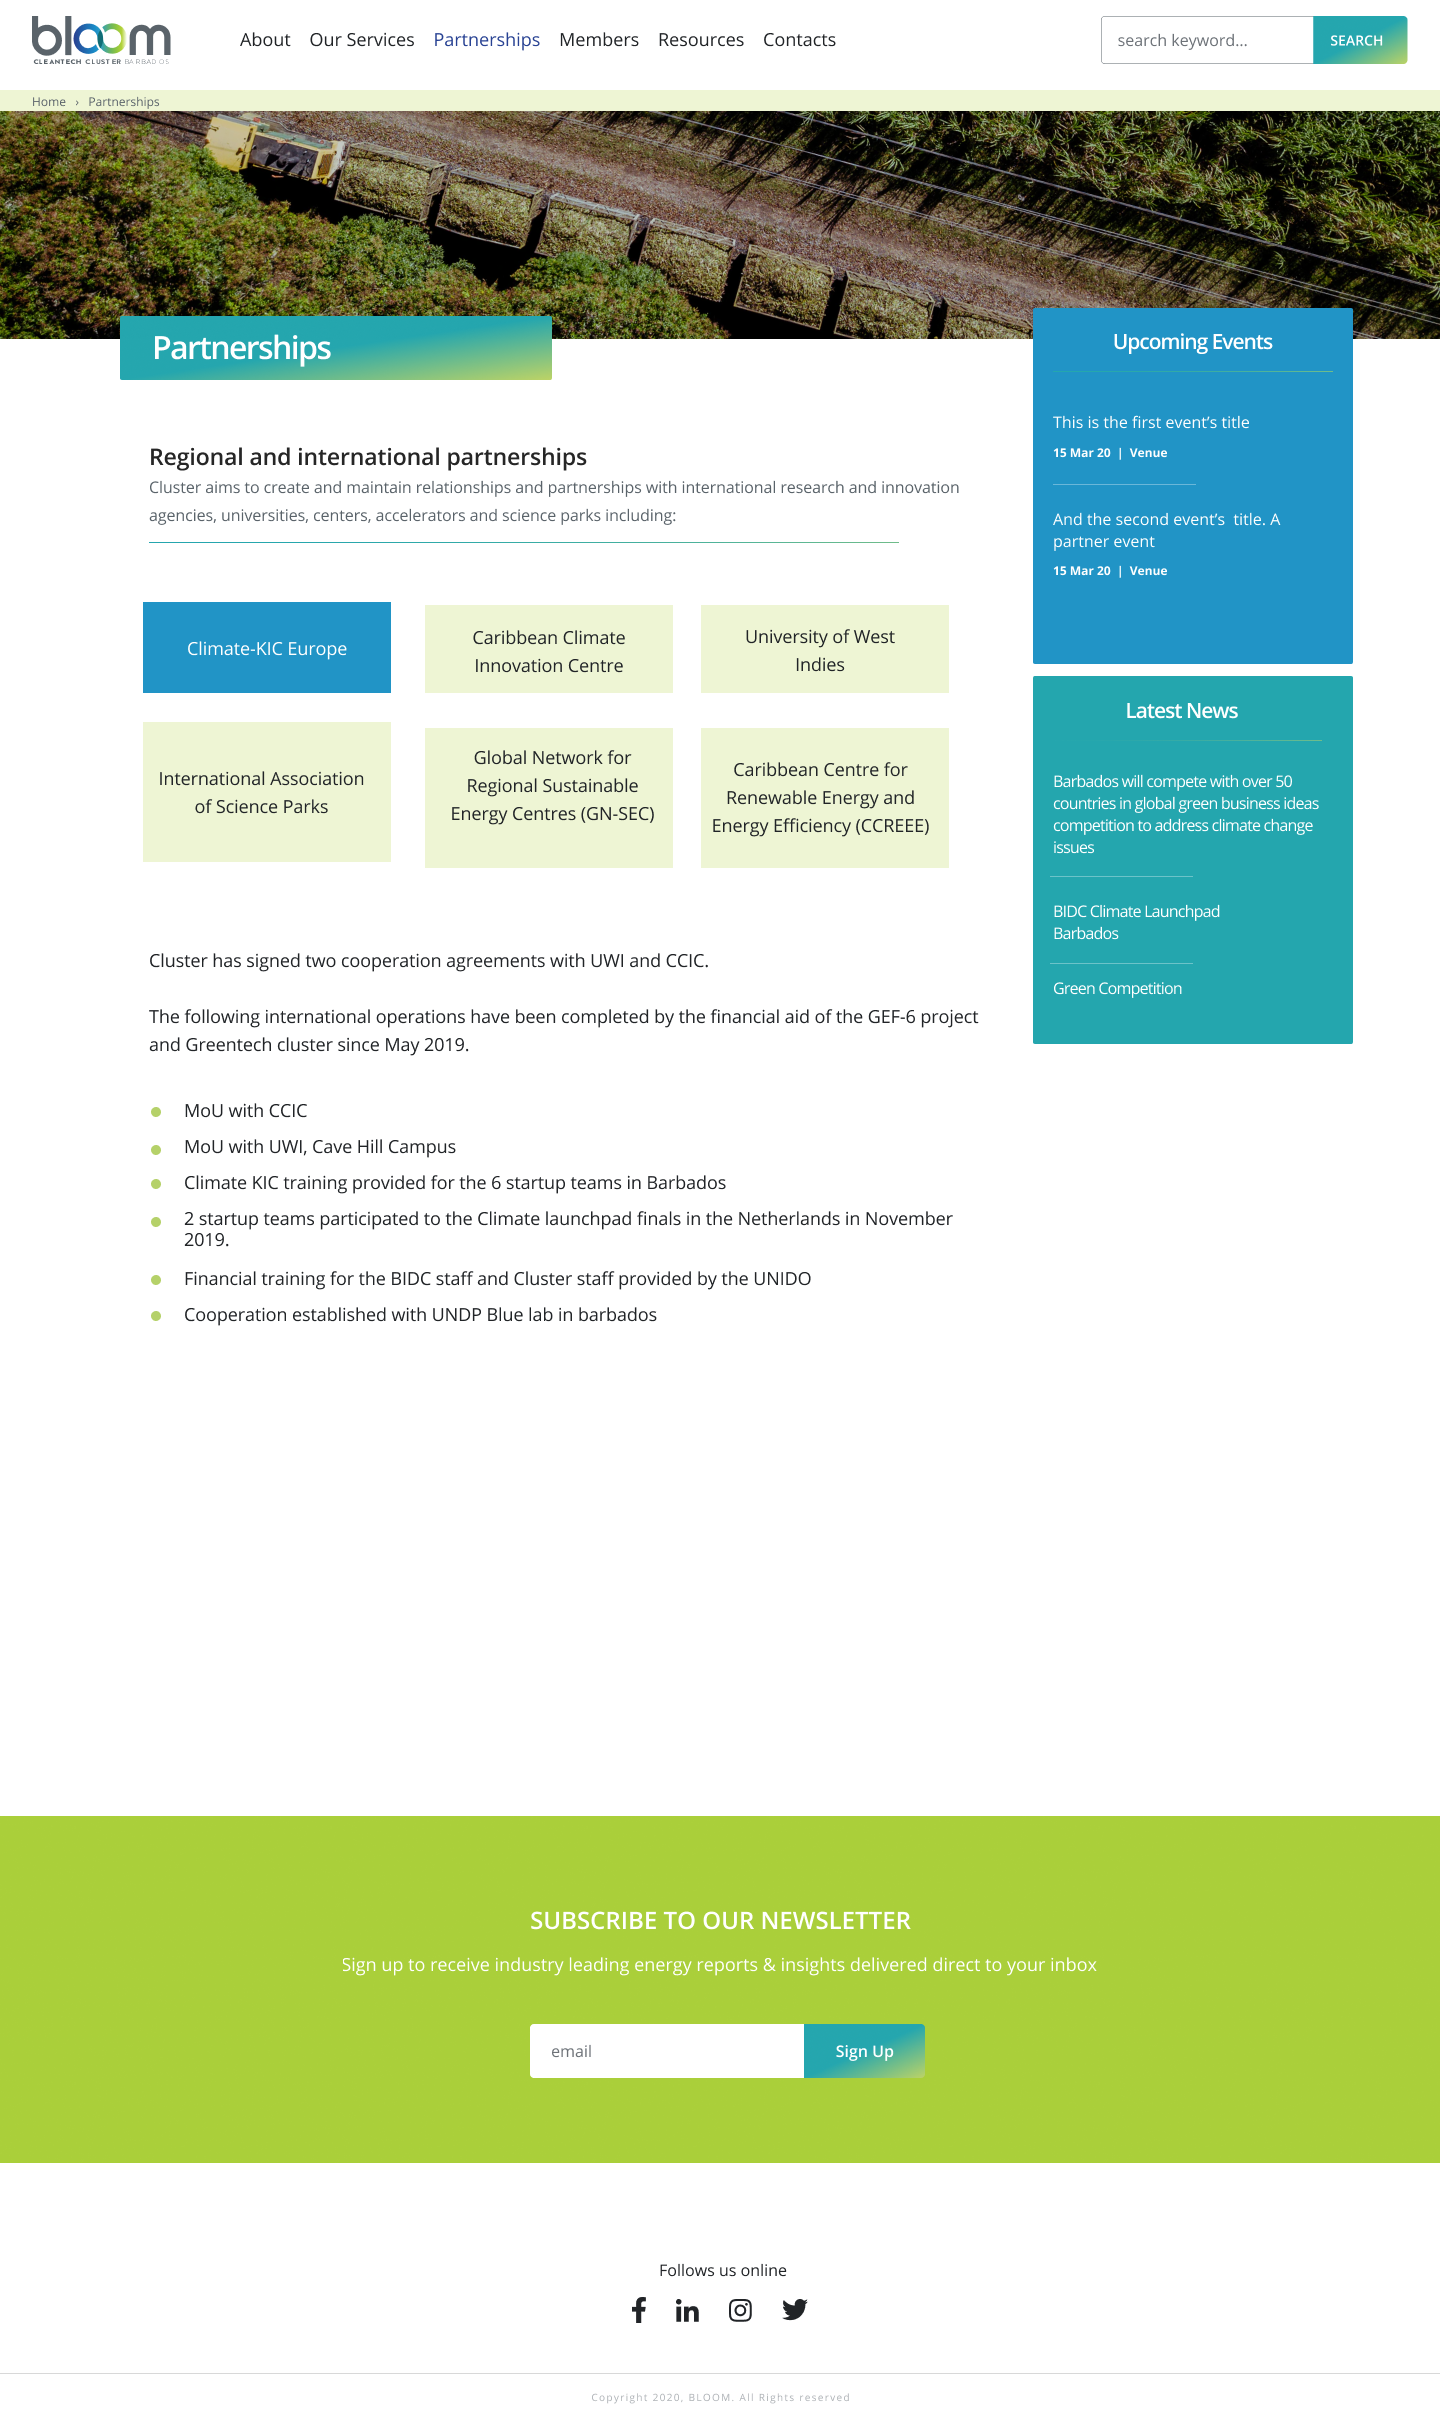 bloom
CLEANTECH CLUSTER BARBADOS
About Our Services Partnerships Members Resources Contacts
search keyword...
SEARCH
Home › Partnerships
Partnerships
Regional and international partnerships
Cluster aims to create and maintain relationships and partnerships with international research and innovation
agencies, universities, centers, accelerators and science parks including:
Climate-KIC Europe
Caribbean Climate
Innovation Centre
University of West
Indies
International Association
of Science Parks
Global Network for
Regional Sustainable
Energy Centres (GN-SEC)
Caribbean Centre for
Renewable Energy and
Energy Efficiency (CCREEE)
Cluster has signed two cooperation agreements with UWI and CCIC.
The following international operations have been completed by the financial aid of the GEF-6 project
and Greentech cluster since May 2019.
MoU with CCIC
MoU with UWI, Cave Hill Campus
Climate KIC training provided for the 6 startup teams in Barbados
2 startup teams participated to the Climate launchpad finals in the Netherlands in November
2019.
Financial training for the BIDC staff and Cluster staff provided by the UNIDO
Cooperation established with UNDP Blue lab in barbados
Upcoming Events
This is the first event’s title
15 Mar 20 | Venue
And the second event’s title. A
partner event
15 Mar 20 | Venue
Latest News
Barbados will compete with over 50
countries in global green business ideas
competition to address climate change
issues
BIDC Climate Launchpad
Barbados
Green Competition
SUBSCRIBE TO OUR NEWSLETTER
Sign up to receive industry leading energy reports & insights delivered direct to your inbox
email
Sign Up
Follows us online
Copyright 2020, BLOOM. All Rights reserved